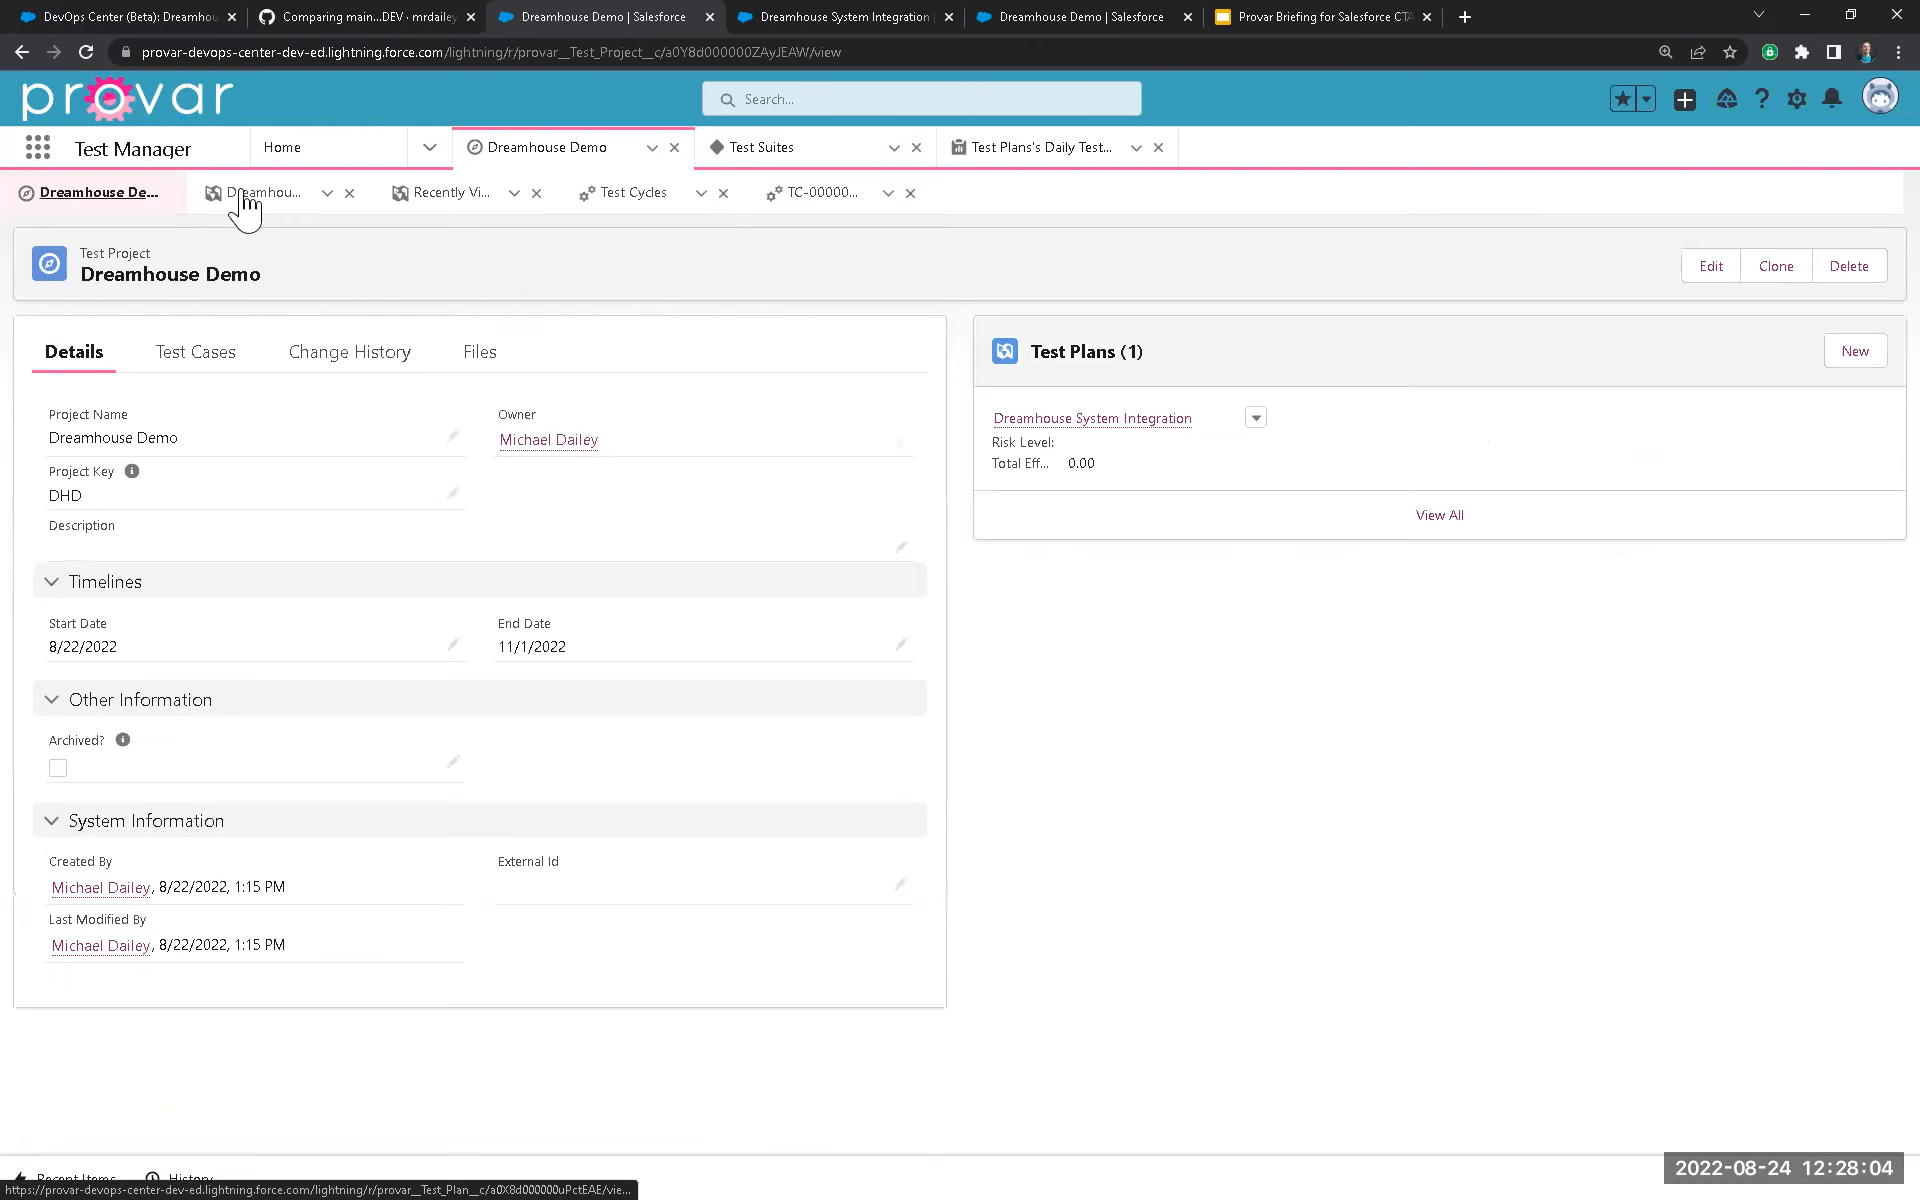 DevOps Center (Beta): Dreamhou
Comparing main...DEV · mrdailey
Dreamhouse Demo | Salesforce
Dreamhouse System Integration
Dreamhouse Demo | Salesforce
Provar Briefing for Salesforce CTA
provar-devops-center-dev-ed.lightning.force.com/lightning/r/provar__Test_Project__c/a0Y8d000000ZAyJEAW/view
provar
Search...
Test Manager
Home
Dreamhouse Demo
Test Suites
Test Plans's Daily Test...
Dreamhouse De...
Dreamhou...
Recently Vi...
Test Cycles
TC-00000...
Test Project
Dreamhouse Demo
Edit
Clone
Delete
Details
Test Cases
Change History
Files
Project Name
Dreamhouse Demo
Owner
Michael Dailey
Project Key
DHD
Description
Timelines
Start Date
8/22/2022
End Date
11/1/2022
Other Information
Archived?
System Information
Created By
Michael Dailey, 8/22/2022, 1:15 PM
External Id
Last Modified By
Michael Dailey, 8/22/2022, 1:15 PM
Test Plans (1)
New
Dreamhouse System Integration
Risk Level:
Total Eff... 0.00
View All
Recent Items
History
https://provar-devops-center-dev-ed.lightning.force.com/lightning/r/provar__Test_Plan__c/a0X8d000000uPctEAE/vie...
2022-08-24 12:28:04